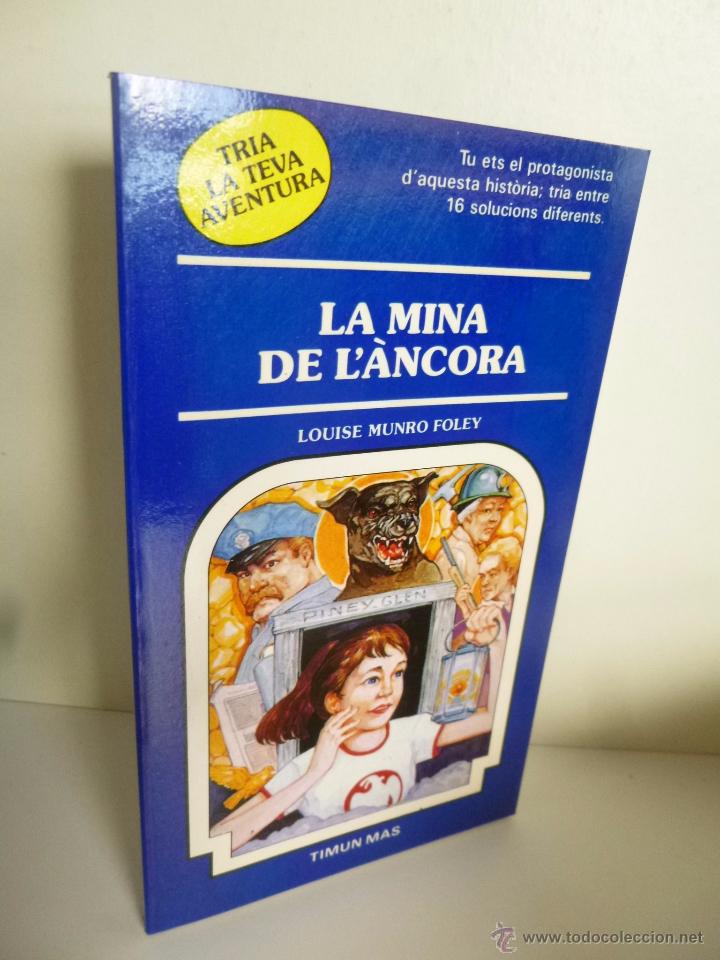 TRIA
LA TEVA
AVENTURA
Tu ets el protagonista
d'aquesta història; tria entre
16 solucions diferents.
LA MINA
DE L'ÀNCORA
LOUISE MUNRO FOLEY
PINEY GLEN
TIMUN MAS
© www.todocoleccion.net